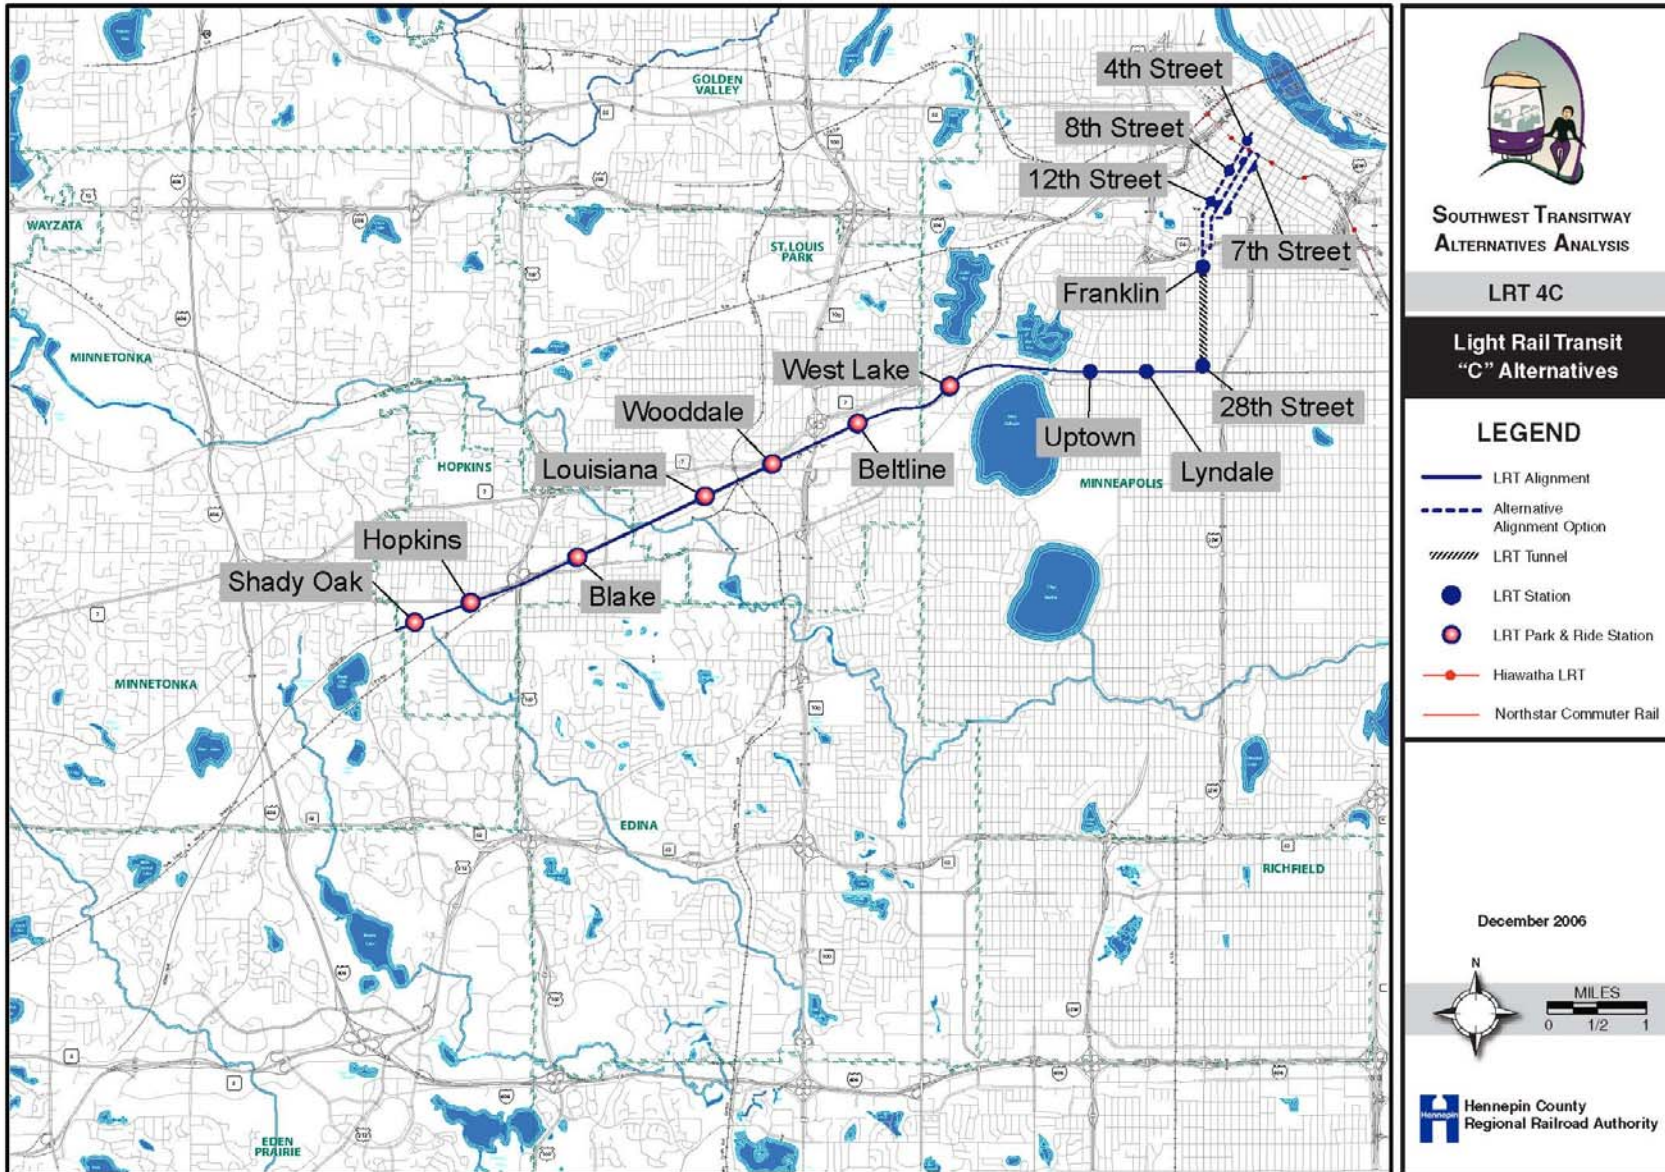 4th Street
8th Street
12th Street
7th Street
Franklin
West Lake
28th Street
Uptown
Lyndale
Wooddale
Beltline
Louisiana
Hopkins
Shady Oak
Blake
GOLDEN
VALLEY
WAYZATA
ST. LOUIS
PARK
MINNETONKA
HOPKINS
MINNEAPOLIS
MINNETONKA
EDINA
RICHFIELD
EDEN
PRAIRIE
SOUTHWEST TRANSITWAY
ALTERNATIVES ANALYSIS
LRT 4C
Light Rail Transit
“C” Alternatives
LEGEND
LRT Alignment
Alternative
Alignment Option
LRT Tunnel
LRT Station
LRT Park & Ride Station
Hiawatha LRT
Northstar Commuter Rail
December 2006
N
MILES
0 1/2 1
Hennepin
Hennepin County
Regional Railroad Authority